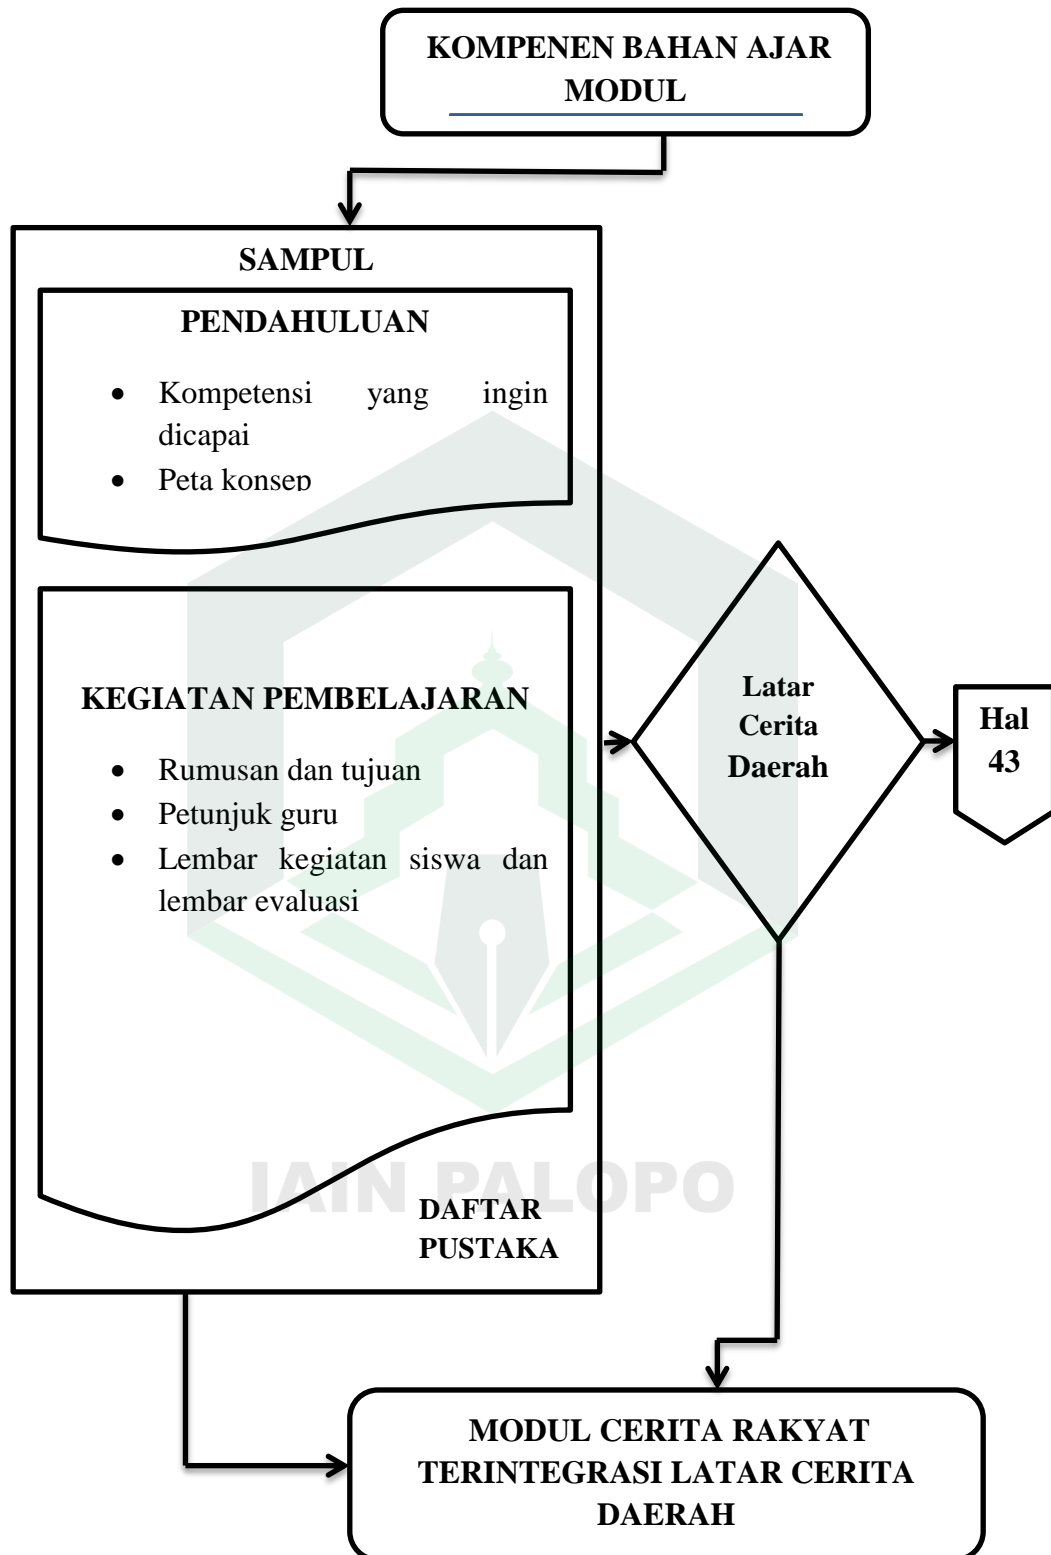 KOMPENEN BAHAN AJAR
MODUL
SAMPUL
PENDAHULUAN
• Kompetensi yang ingin
dicapai
• Peta konsep
KEGIATAN PEMBELAJARAN
• Rumusan dan tujuan
• Petunjuk guru
• Lembar kegiatan siswa dan
lembar evaluasi
Latar
Cerita
Daerah
Hal
43
IAIN PALOPO
DAFTAR
PUSTAKA
MODUL CERITA RAKYAT
TERINTEGRASI LATAR CERITA
DAERAH